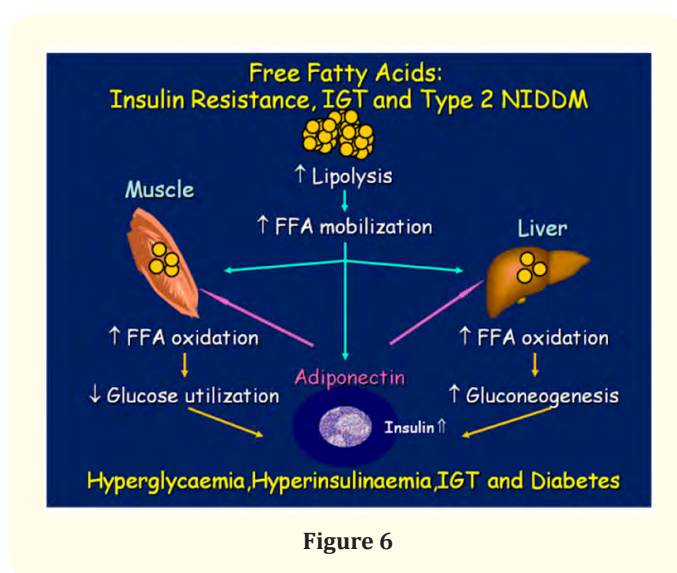 Free Fatty Acids:
Insulin Resistance, IGT and Type 2 NIDDM
↑ Lipolysis
Muscle
↑ FFA mobilization
Liver
↑ FFA oxidation
↑ FFA oxidation
Adiponectin
↓ Glucose utilization
↑ Gluconeogenesis
Insulin⇑
Hyperglycaemia,Hyperinsulinaemia,IGT and Diabetes
Figure 6